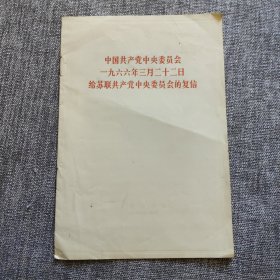 中国共产党中央委员会
一九六六年三月二十二日
给苏联共产党中央委员会的复信